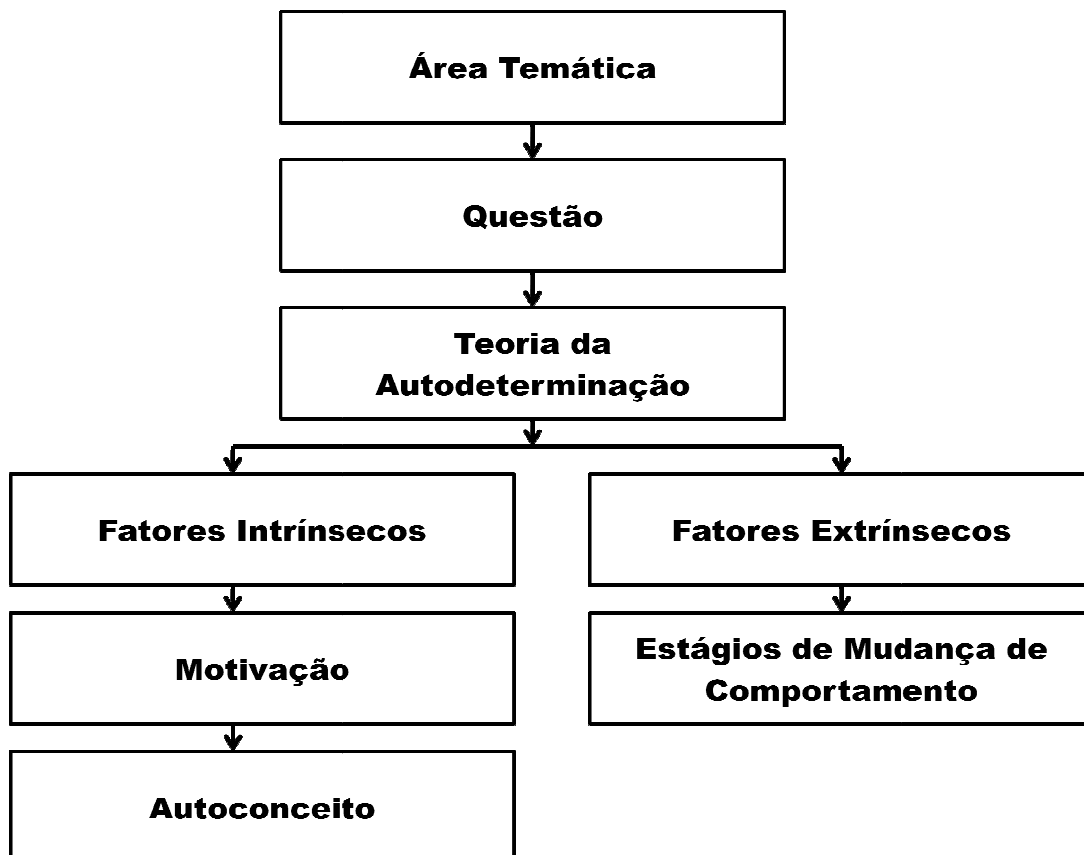 Área Temática
Questão
Teoria da
Autodeterminação
Fatores Intrínsecos
Fatores Extrínsecos
Motivação
Estágios de Mudança de
Comportamento
Autoconceito